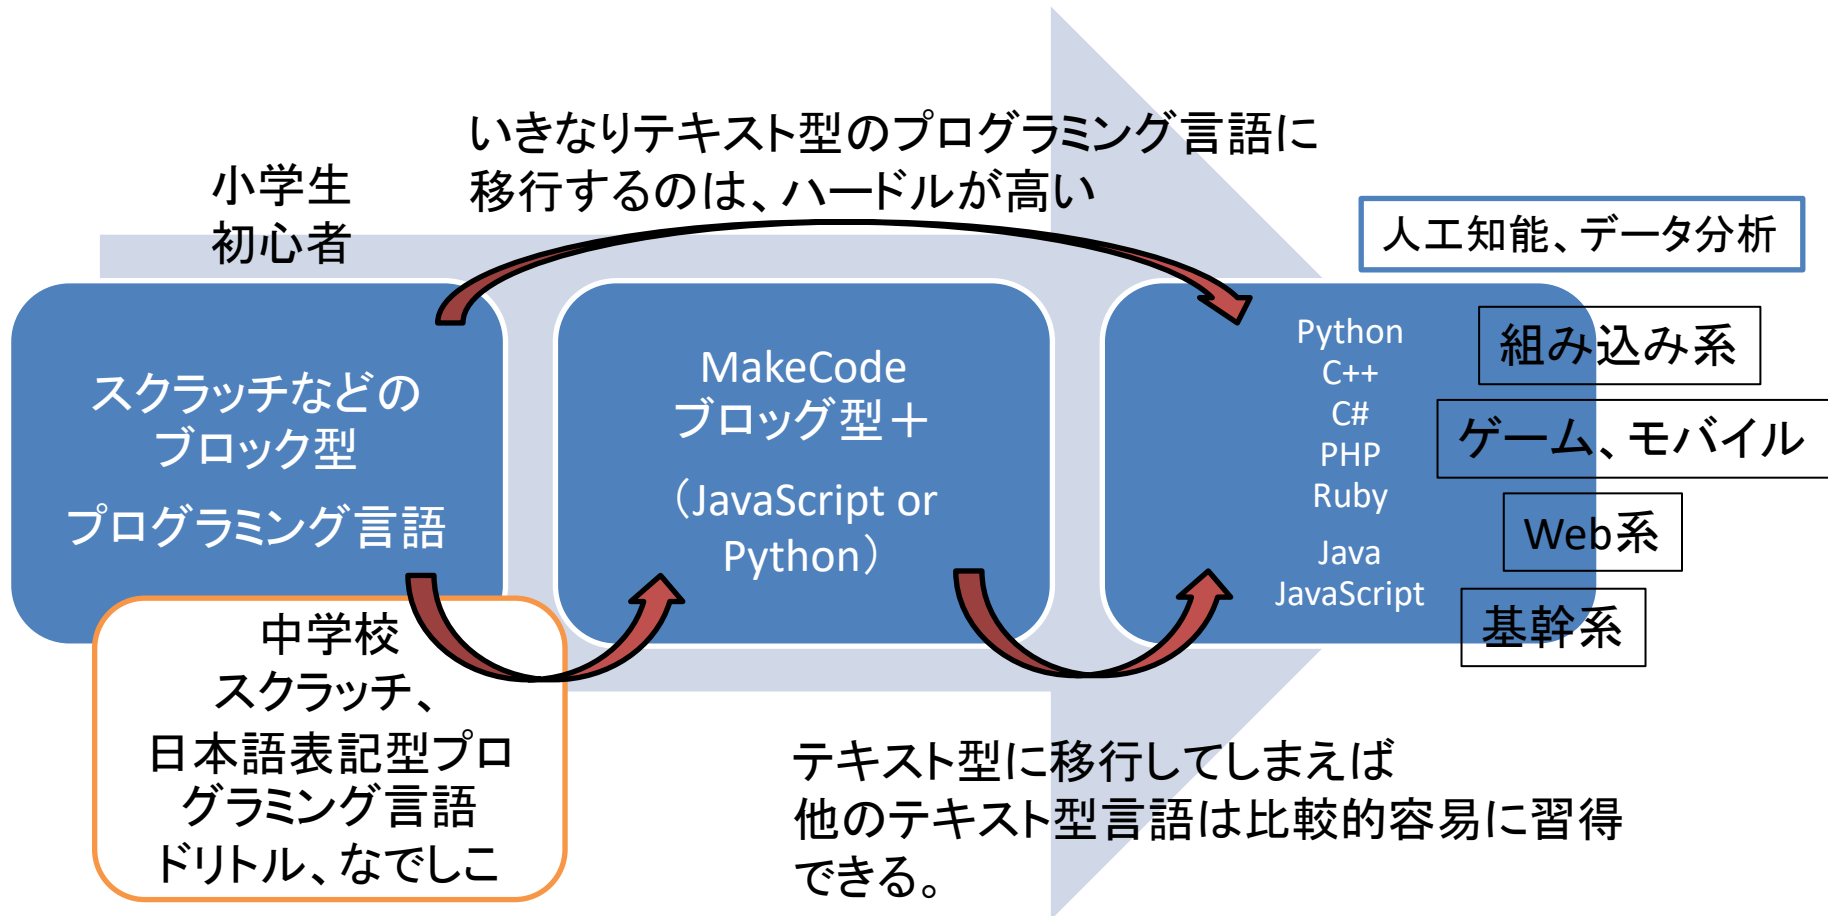 いきなりテキスト型のプログラミング言語に
移行するのは、ハードルが高い
小学生
初心者
人工知能、データ分析
スクラッチなどの
ブロック型
プログラミング言語
MakeCode
ブロッグ型＋
（JavaScript or
Python）
Python
C++
C#
PHP
Ruby
Java
JavaScript
組み込み系
ゲーム、モバイル
Web系
基幹系
中学校
スクラッチ、
日本語表記型プロ
グラミング言語
ドリトル、なでしこ
テキスト型に移行してしまえば
他のテキスト型言語は比較的容易に習得
できる。